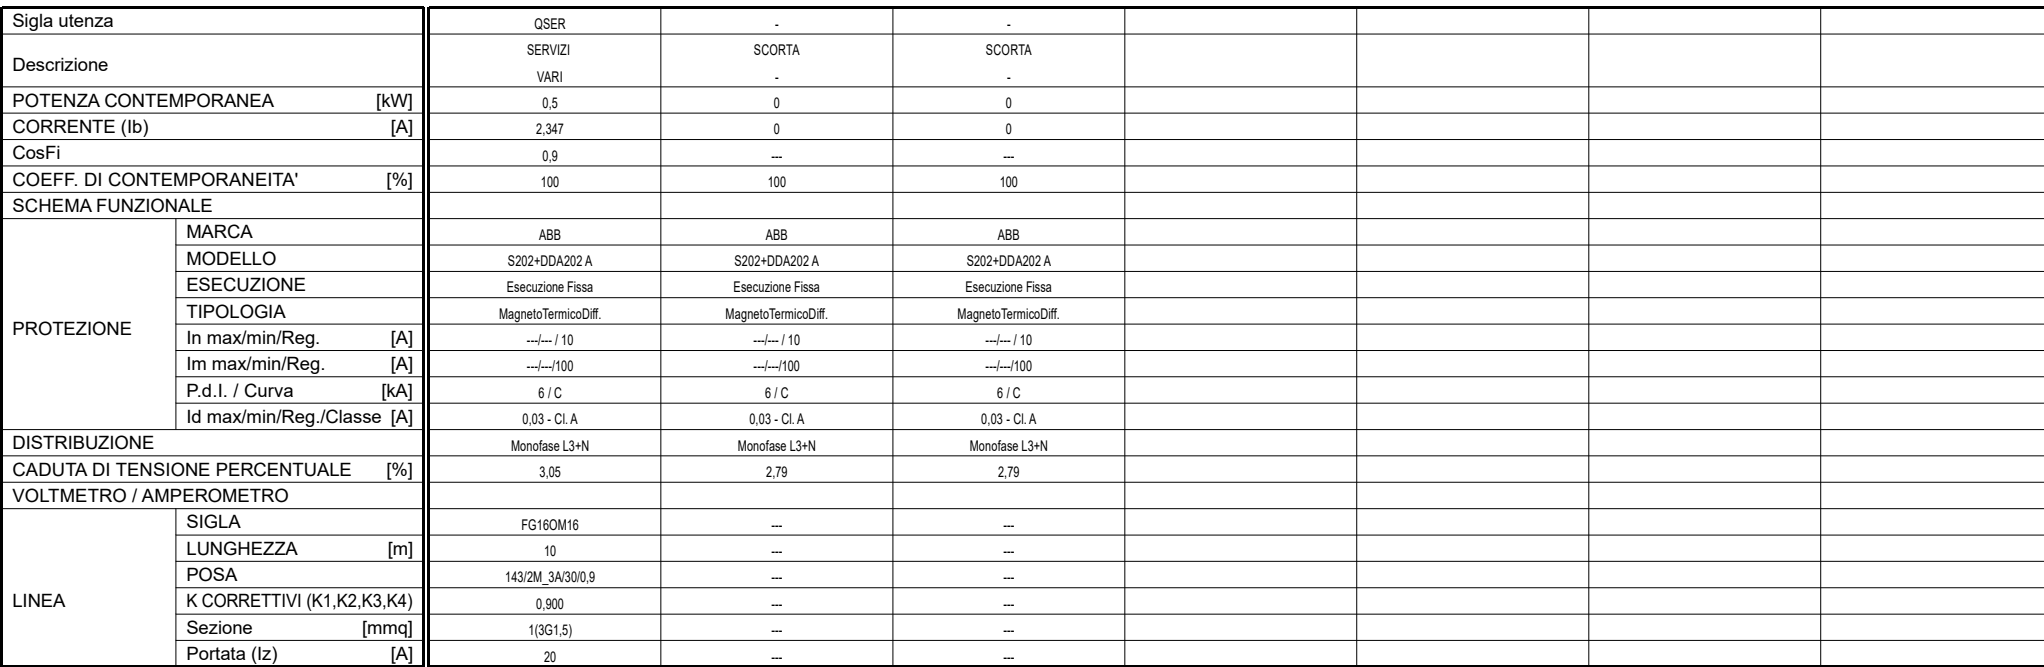 Sigla utenza QSER - -
Descrizione SERVIZI SCORTA SCORTA
VARI - -
POTENZA CONTEMPORANEA [kW] 0,5 0 0
CORRENTE (Ib) [A] 2,347 0 0
CosFi 0,9 --- ---
COEFF. DI CONTEMPORANEITA' [%] 100 100 100
SCHEMA FUNZIONALE
PROTEZIONE
MARCA ABB ABB ABB
MODELLO S202+DDA202 A S202+DDA202 A S202+DDA202 A
ESECUZIONE Esecuzione Fissa Esecuzione Fissa Esecuzione Fissa
TIPOLOGIA MagnetoTermicoDiff. MagnetoTermicoDiff. MagnetoTermicoDiff.
In max/min/Reg. [A] ---/--- / 10 ---/--- / 10 ---/--- / 10
Im max/min/Reg. [A] ---/---/100 ---/---/100 ---/---/100
P.d.I. / Curva [kA] 6 / C 6 / C 6 / C
Id max/min/Reg./Classe [A] 0,03 - Cl. A 0,03 - Cl. A 0,03 - Cl. A
DISTRIBUZIONE Monofase L3+N Monofase L3+N Monofase L3+N
CADUTA DI TENSIONE PERCENTUALE [%] 3,05 2,79 2,79
VOLTMETRO / AMPEROMETRO
LINEA
SIGLA FG16OM16 --- ---
LUNGHEZZA [m] 10 --- ---
POSA 143/2M_3A/30/0,9 --- ---
K CORRETTIVI (K1,K2,K3,K4) 0,900 --- ---
Sezione [mmq] 1(3G1,5) --- ---
Portata (Iz) [A] 20 --- ---